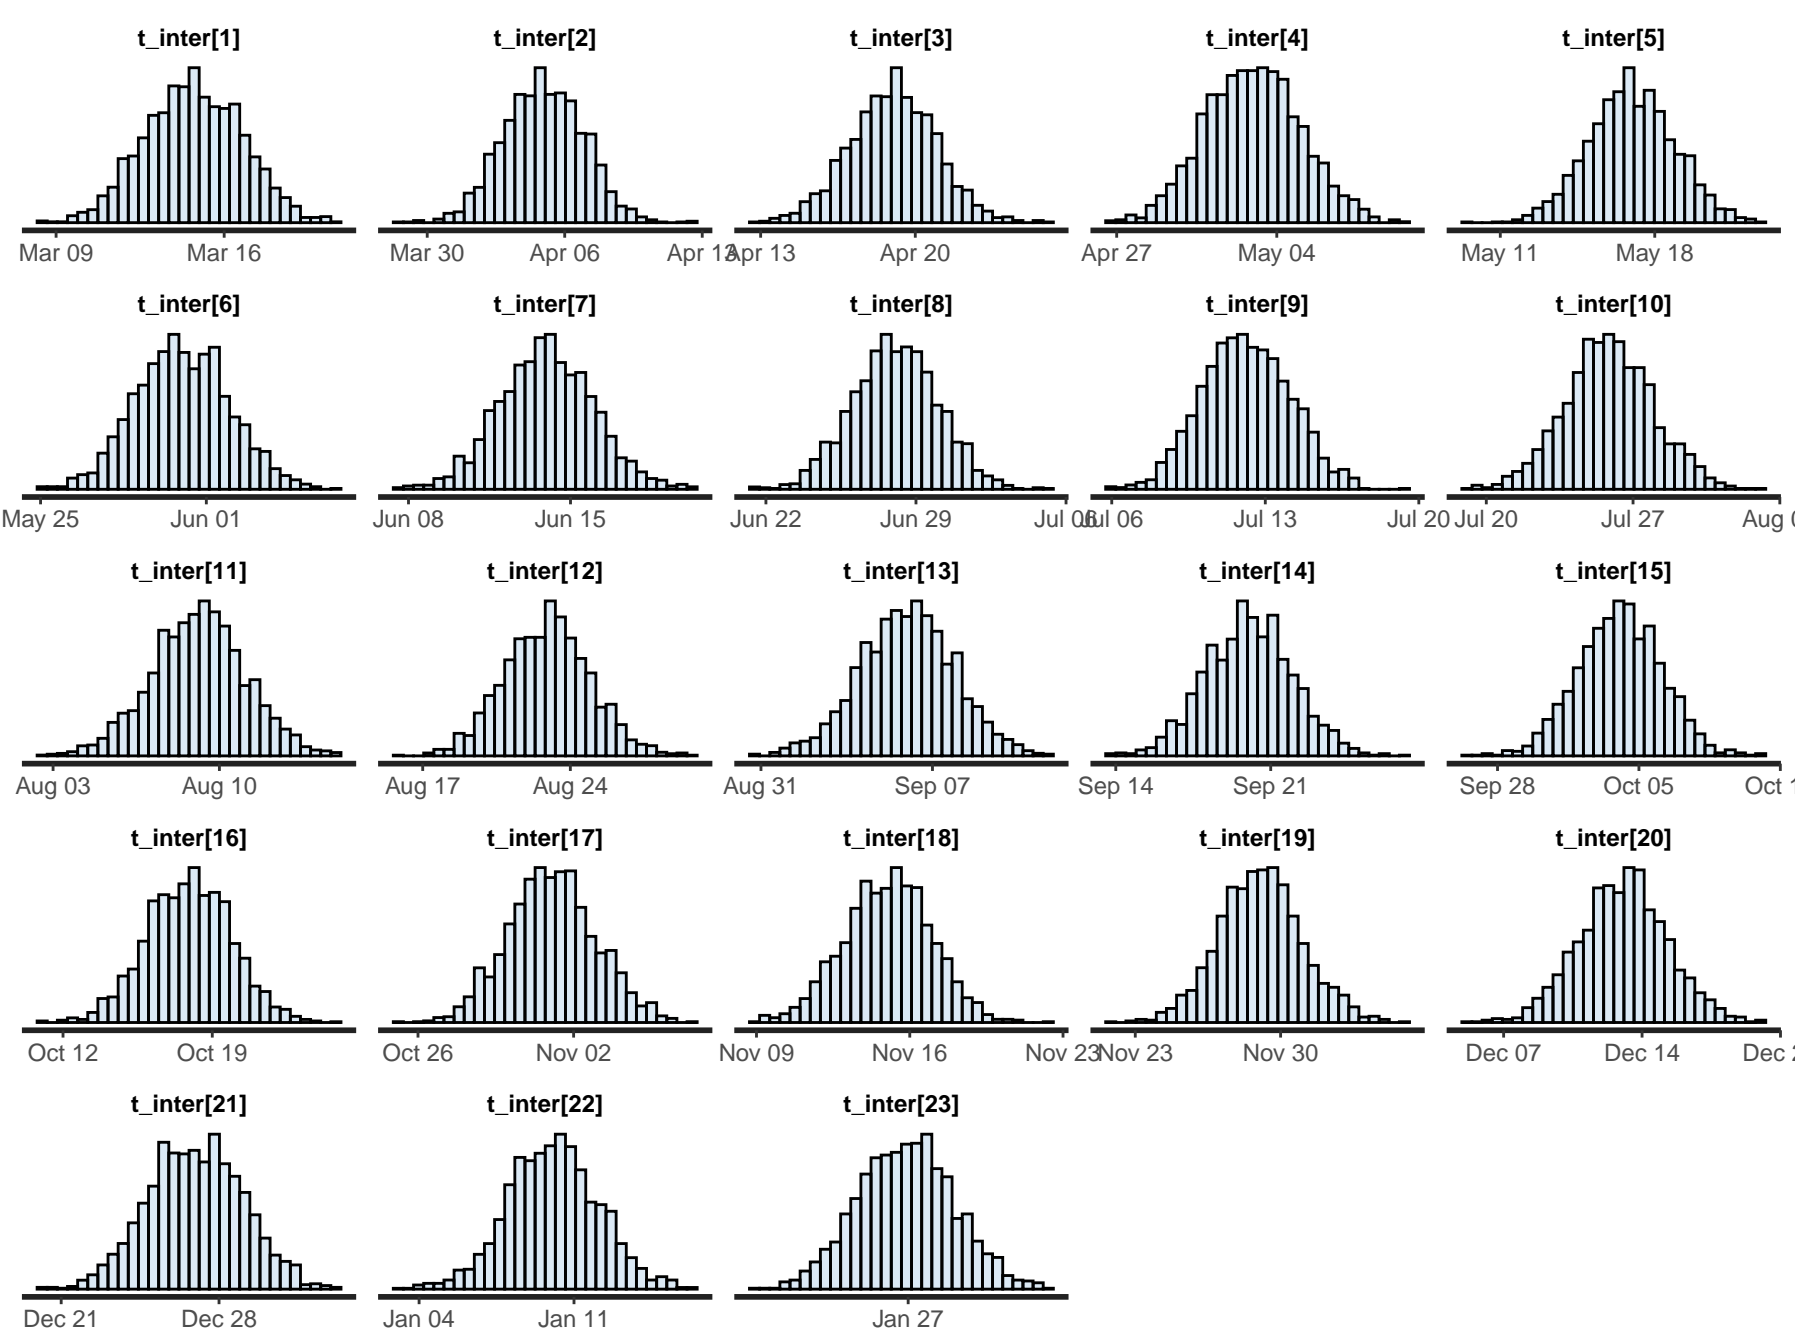 t_inter[1] t_inter[2] t_inter[3] t_inter[4] t_inter[5]
Mar 09 Mar 16 Mar 30 Apr 06 Apr 13 Apr 13 Apr 20 Apr 27 May 04 May 11 May 18
t_inter[6] t_inter[7] t_inter[8] t_inter[9] t_inter[10]
May 25 Jun 01 Jun 08 Jun 15 Jun 22 Jun 29 Jul 06 Jul 06 Jul 13 Jul 20 Jul 20 Jul 27 Aug
t_inter[11] t_inter[12] t_inter[13] t_inter[14] t_inter[15]
Aug 03 Aug 10 Aug 17 Aug 24 Aug 31 Sep 07 Sep 14 Sep 21 Sep 28 Oct 05 Oct
t_inter[16] t_inter[17] t_inter[18] t_inter[19] t_inter[20]
Oct 12 Oct 19 Oct 26 Nov 02 Nov 09 Nov 16 Nov 23 Nov 23 Nov 30 Dec 07 Dec 14 Dec
t_inter[21] t_inter[22] t_inter[23]
Dec 21 Dec 28 Jan 04 Jan 11 Jan 27